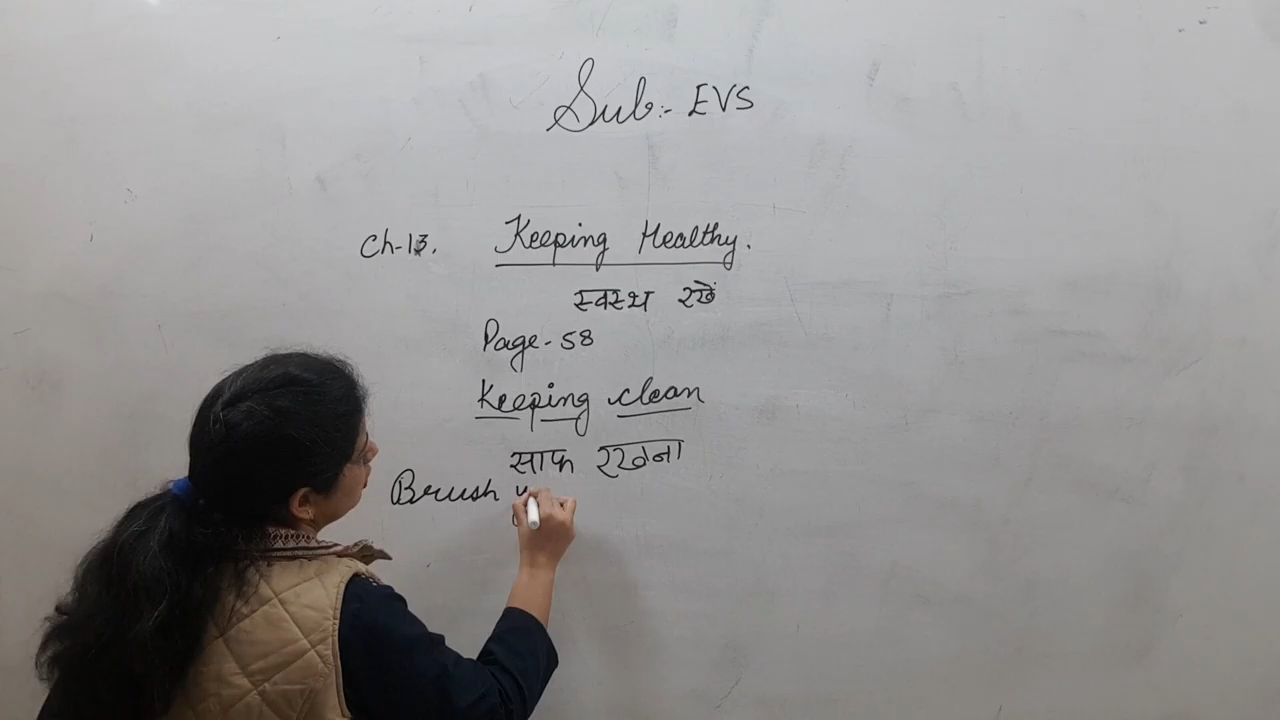 Sub:- EVS
Ch-13. Keeping Healthy.
स्वस्थ रखें
Page-58
Keeping clean
साफ रखना
Brush y